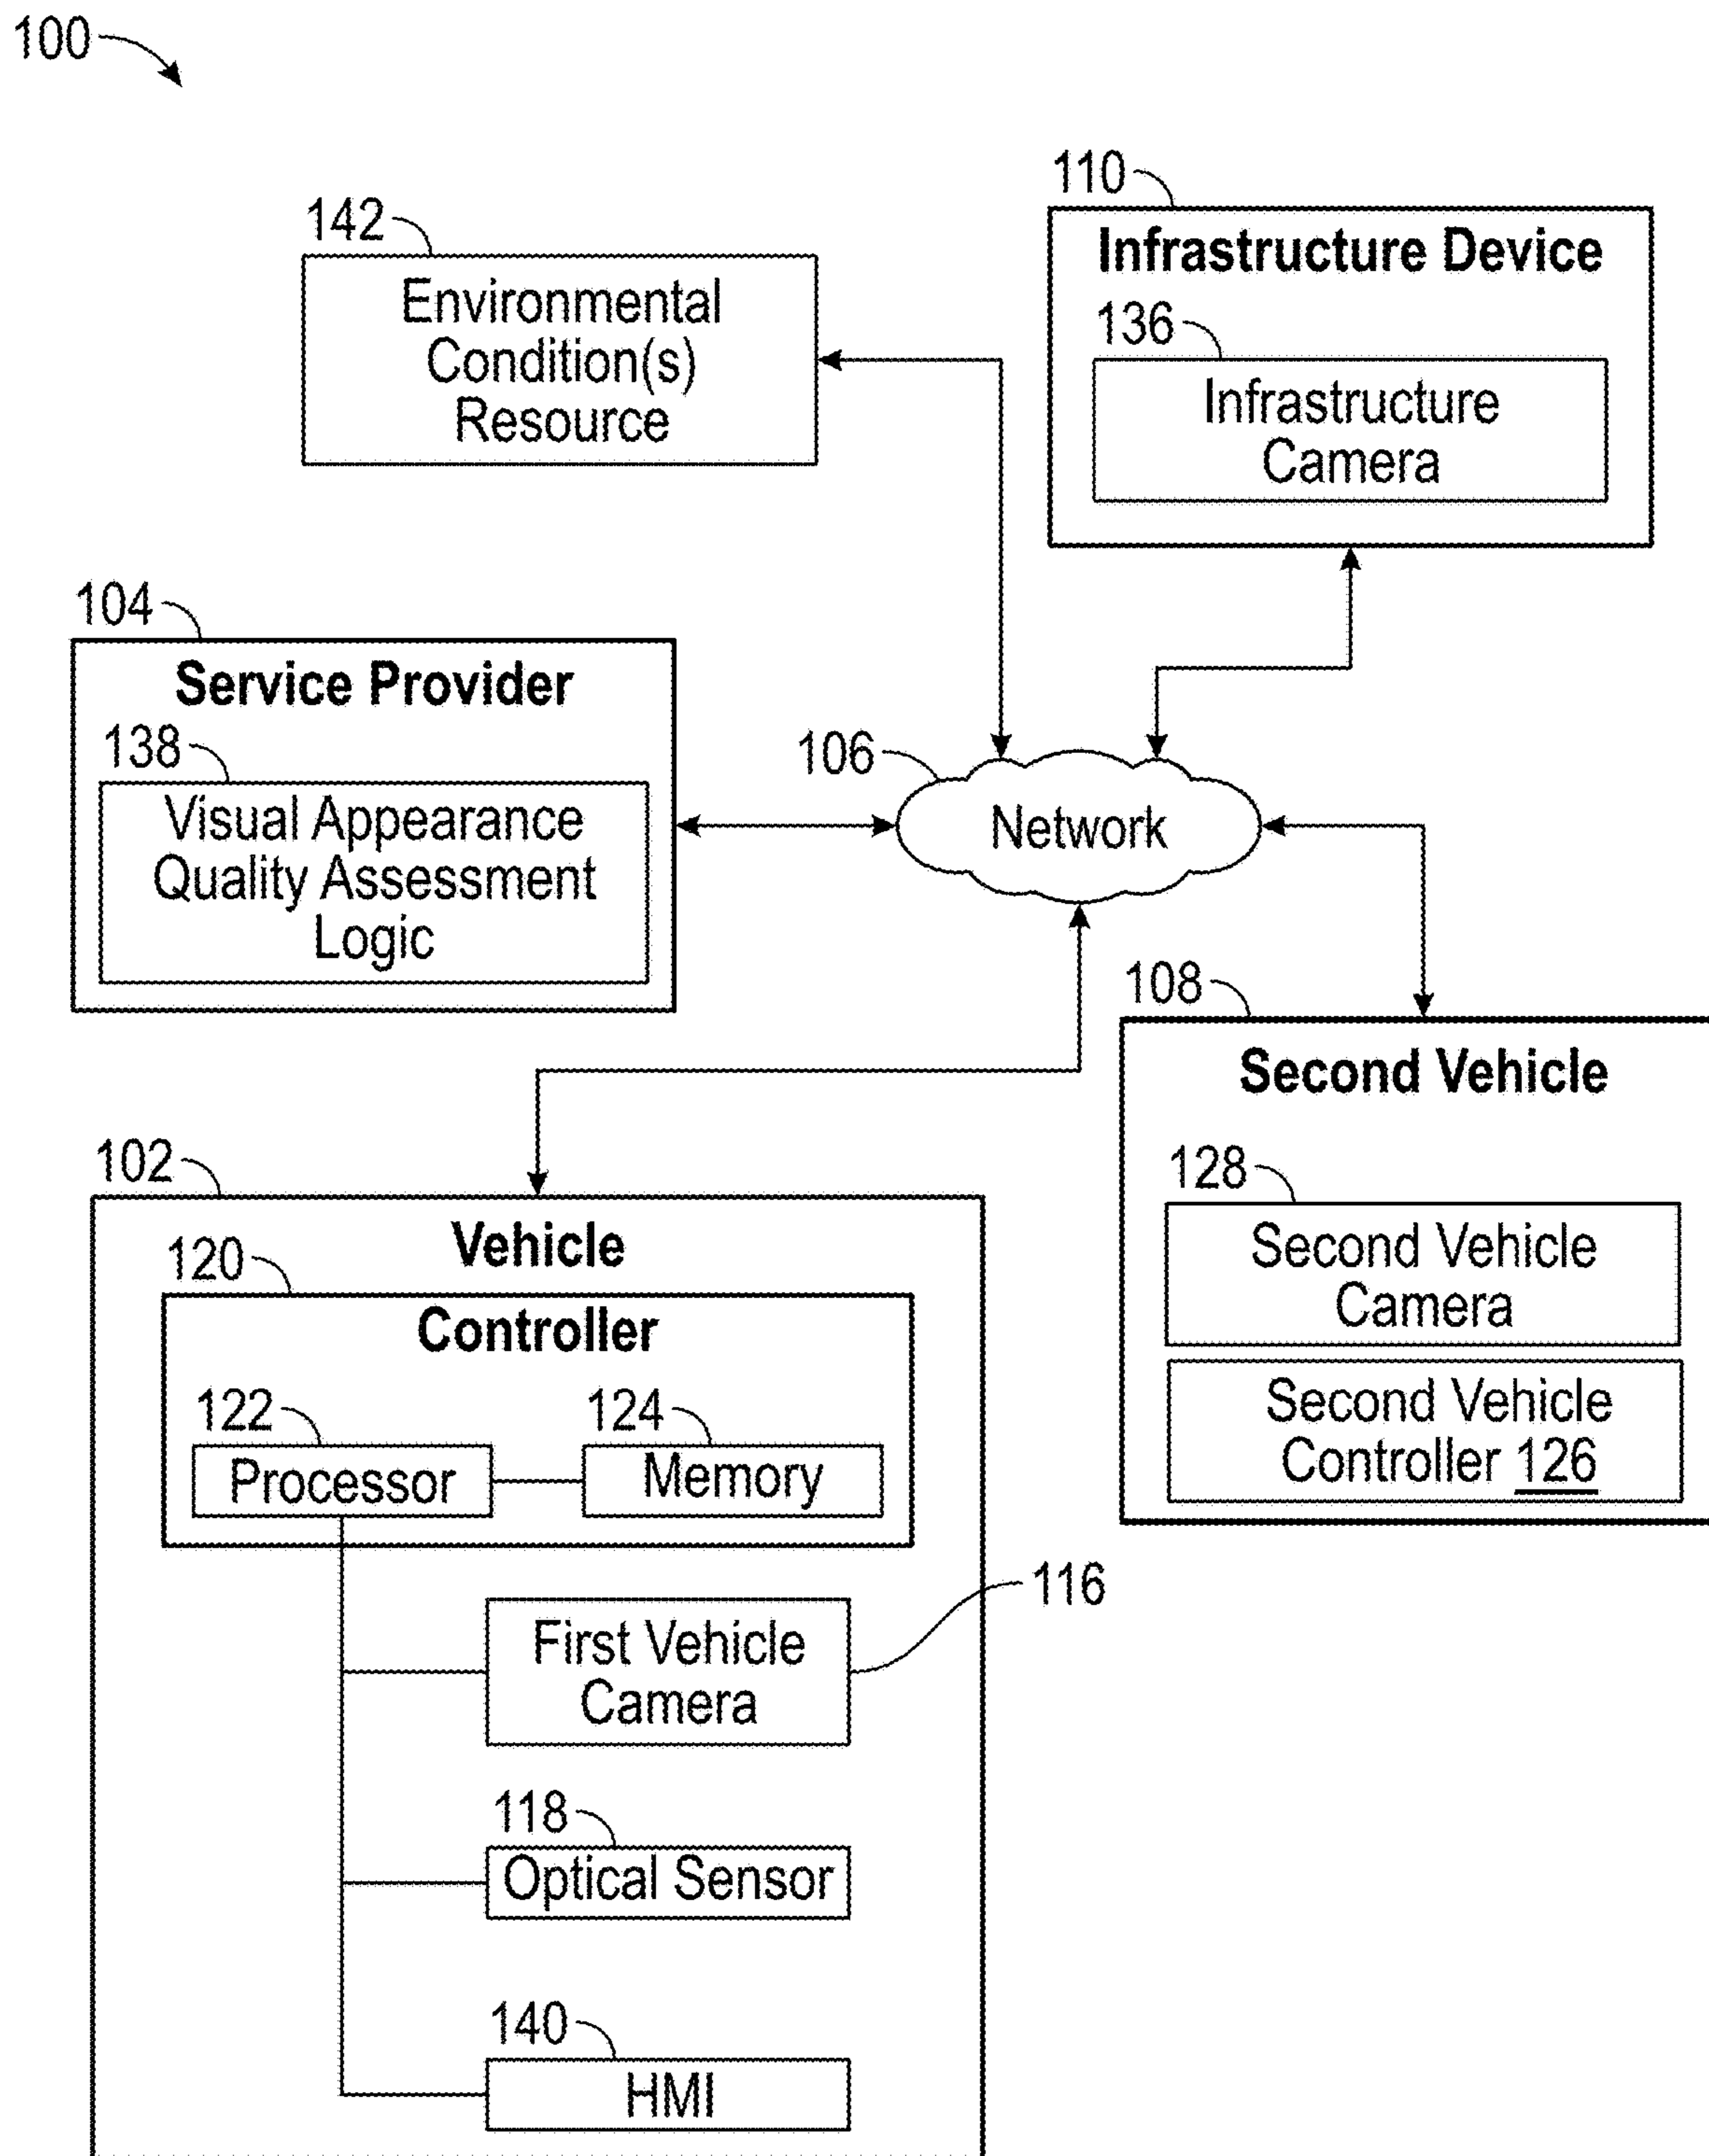 100
110
Infrastructure Device
136
Infrastructure
Camera
142
Environmental
Condition(s)
Resource
104
Service Provider
138
Visual Appearance
Quality Assessment
Logic
106
Network
108
Second Vehicle
128
Second Vehicle
Camera
Second Vehicle
Controller 126
102
Vehicle
120
Controller
122
Processor
124
Memory
First Vehicle
Camera
116
118
Optical Sensor
140
HMI